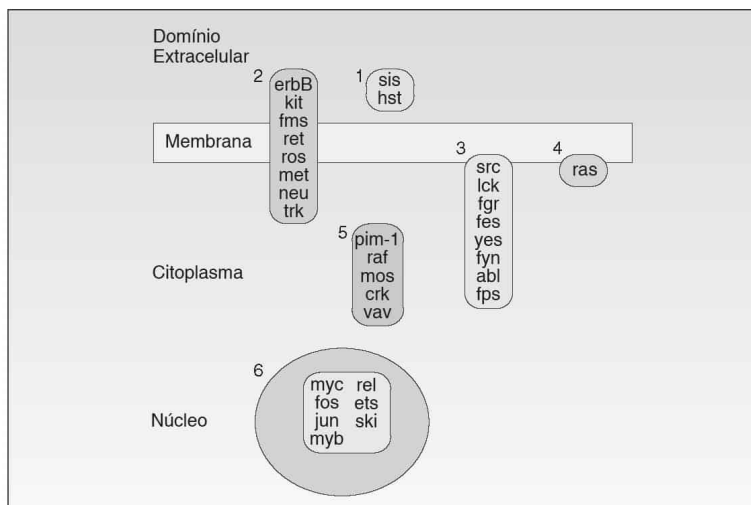 Domínio
Extracelular
2
erbB
kit
fms
ret
ros
met
neu
trk
1
sis
hst
Membrana
3
src
lck
fgr
fes
yes
fyn
abl
fps
4
ras
5
pim-1
raf
mos
crk
vav
Citoplasma
6
myc rel
fos ets
jun ski
myb
Núcleo